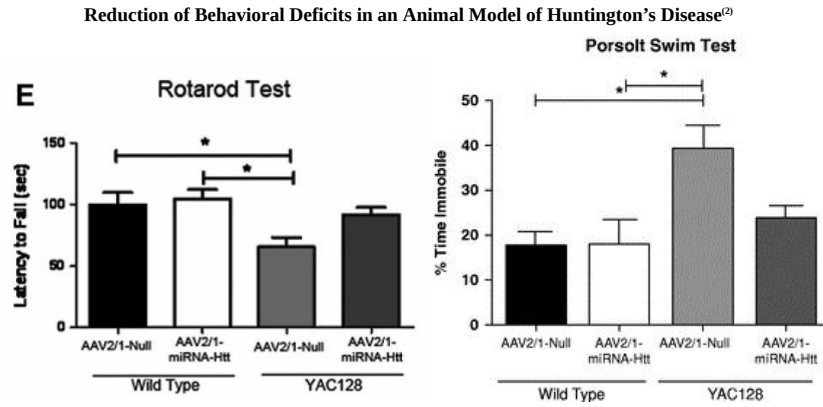 Reduction of Behavioral Deficits in an Animal Model of Huntington's Disease(2)
E
Rotarod Test
*
*
Latency to Fall (sec)
150
100
50
0
AAV2/1-Null
AAV2/1-
miRNA-Htt
AAV2/1-Null
AAV2/1-
miRNA-Htt
Wild Type
YAC128
Porsolt Swim Test
*
*
% Time Immobile
50
40
30
20
10
0
AAV2/1-Null
AAV2/1-
miRNA-Htt
AAV2/1-Null
AAV2/1-
miRNA-Htt
Wild Type
YAC128